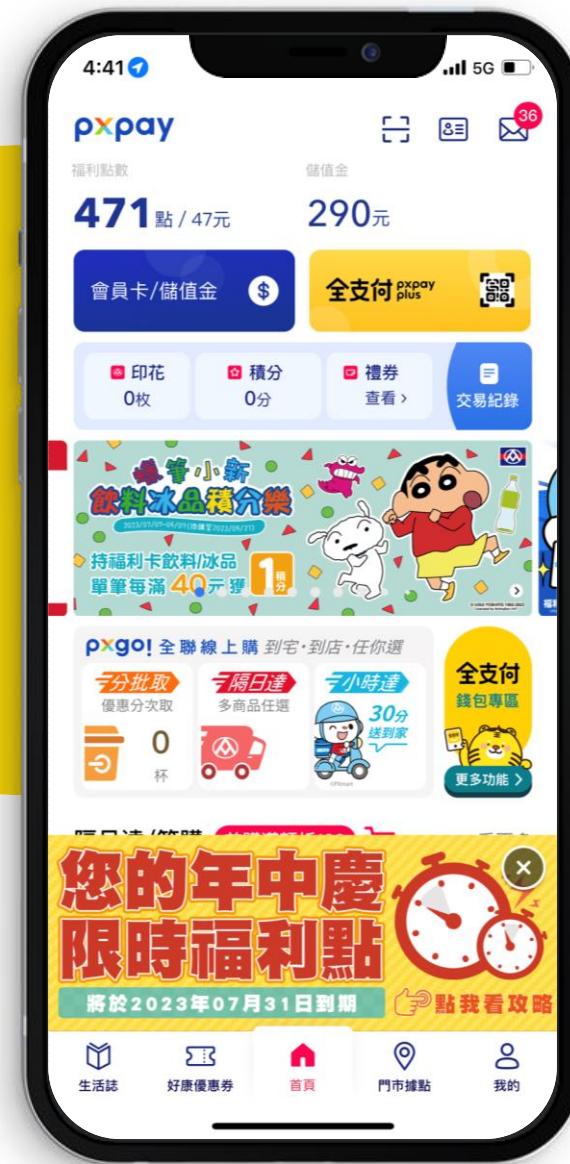 4:41
5G
pxpay
36
福利點數
儲值金
471點 / 47元
290元
會員卡/儲值金
$
全支付 pxpay plus
印花
0枚
積分
0分
禮券
查看 ›
交易紀錄
蠟筆小新
飲料冰品積分樂
持福利卡飲料/冰品
單筆每滿40元獲 1積分
pxgo! 全聯線上購 到宅·到店·任你選
分批取
優惠分次取
0
杯
隔日達
多商品任選
小時達
30分
送到家
全支付
錢包專區
更多功能 >
您的年中慶
限時福利點
將於2023年07月31日到期
點我看攻略
生活誌
好康優惠券
首頁
門市據點
我的